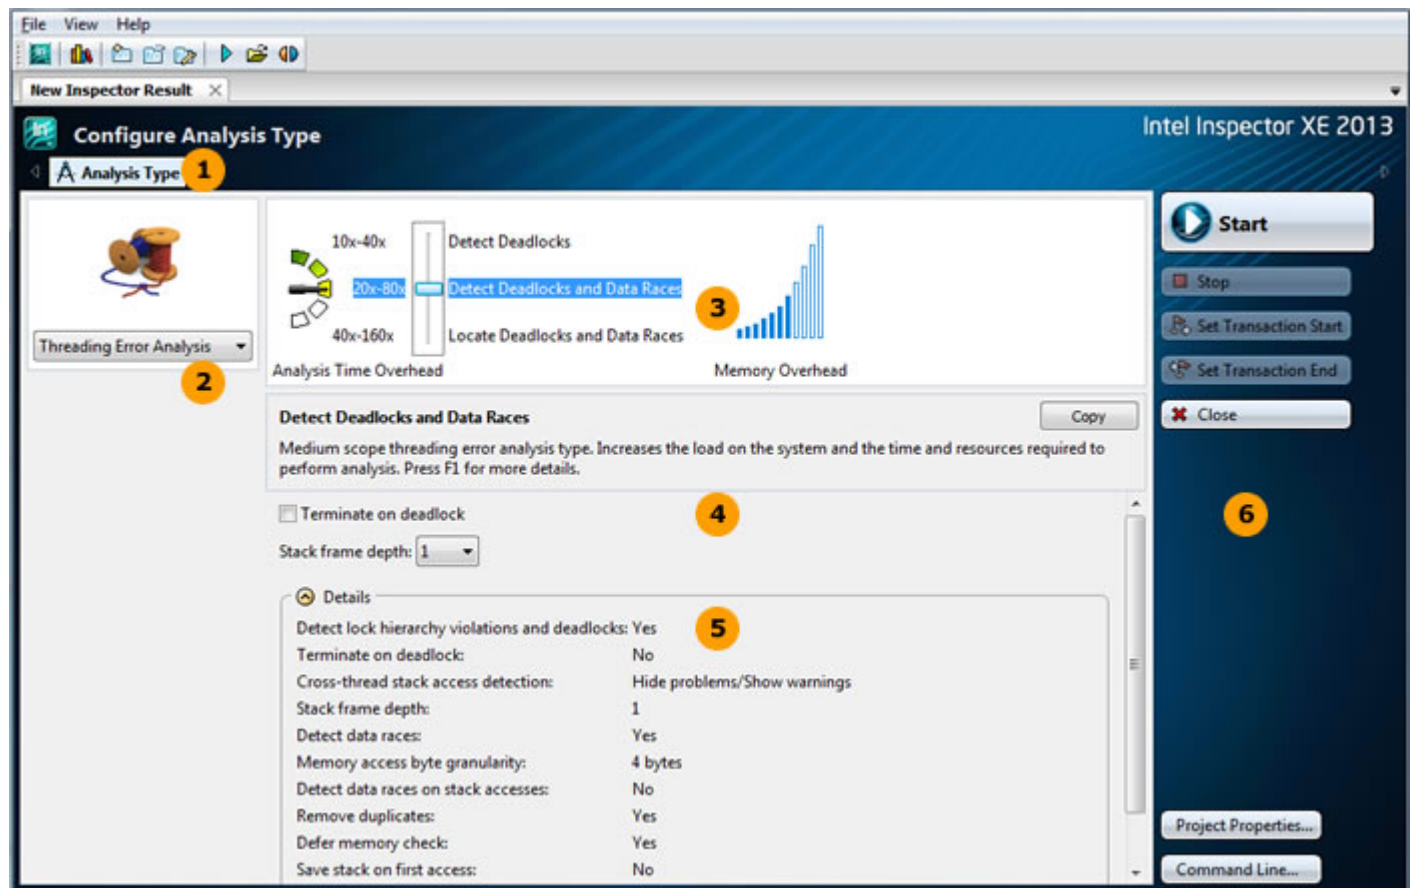 File View Help
New Inspector Result
Configure Analysis Type
Intel Inspector XE 2013
Analysis Type 1
Threading Error Analysis
2
10x-40x Detect Deadlocks
20x-80x Detect Deadlocks and Data Races
3
40x-160x Locate Deadlocks and Data Races
Analysis Time Overhead Memory Overhead
Detect Deadlocks and Data Races Copy
Medium scope threading error analysis type. Increases the load on the system and the time and resources required to
perform analysis. Press F1 for more details.
Terminate on deadlock 4
Stack frame depth: 1
Details
Detect lock hierarchy violations and deadlocks: Yes 5
Terminate on deadlock: No
Cross-thread stack access detection: Hide problems/Show warnings
Stack frame depth: 1
Detect data races: Yes
Memory access byte granularity: 4 bytes
Detect data races on stack accesses: No
Remove duplicates: Yes
Defer memory check: Yes
Save stack on first access: No
Start
Stop
Set Transaction Start
Set Transaction End
Close
6
Project Properties...
Command Line...